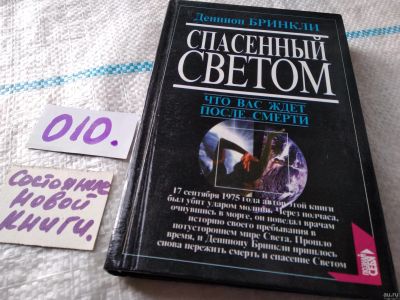 Деннион БРИНКЛИ
СПАСЕННЫЙ
СВЕТОМ
ЧТО ВАС ЖДЕТ
ПОСЛЕ СМЕРТИ
17 сентября 1975 года автор этой книги
был убит ударом молнии. Через полчаса,
очнувшись в морге, он поведал врачам
историю своего пребывания в
потустороннем мире Света. Прошло
время, и Денниону Бринкли пришлось
снова пережить смерть и спасение Светом
010.
Состояние
новой
книги.
au.ru